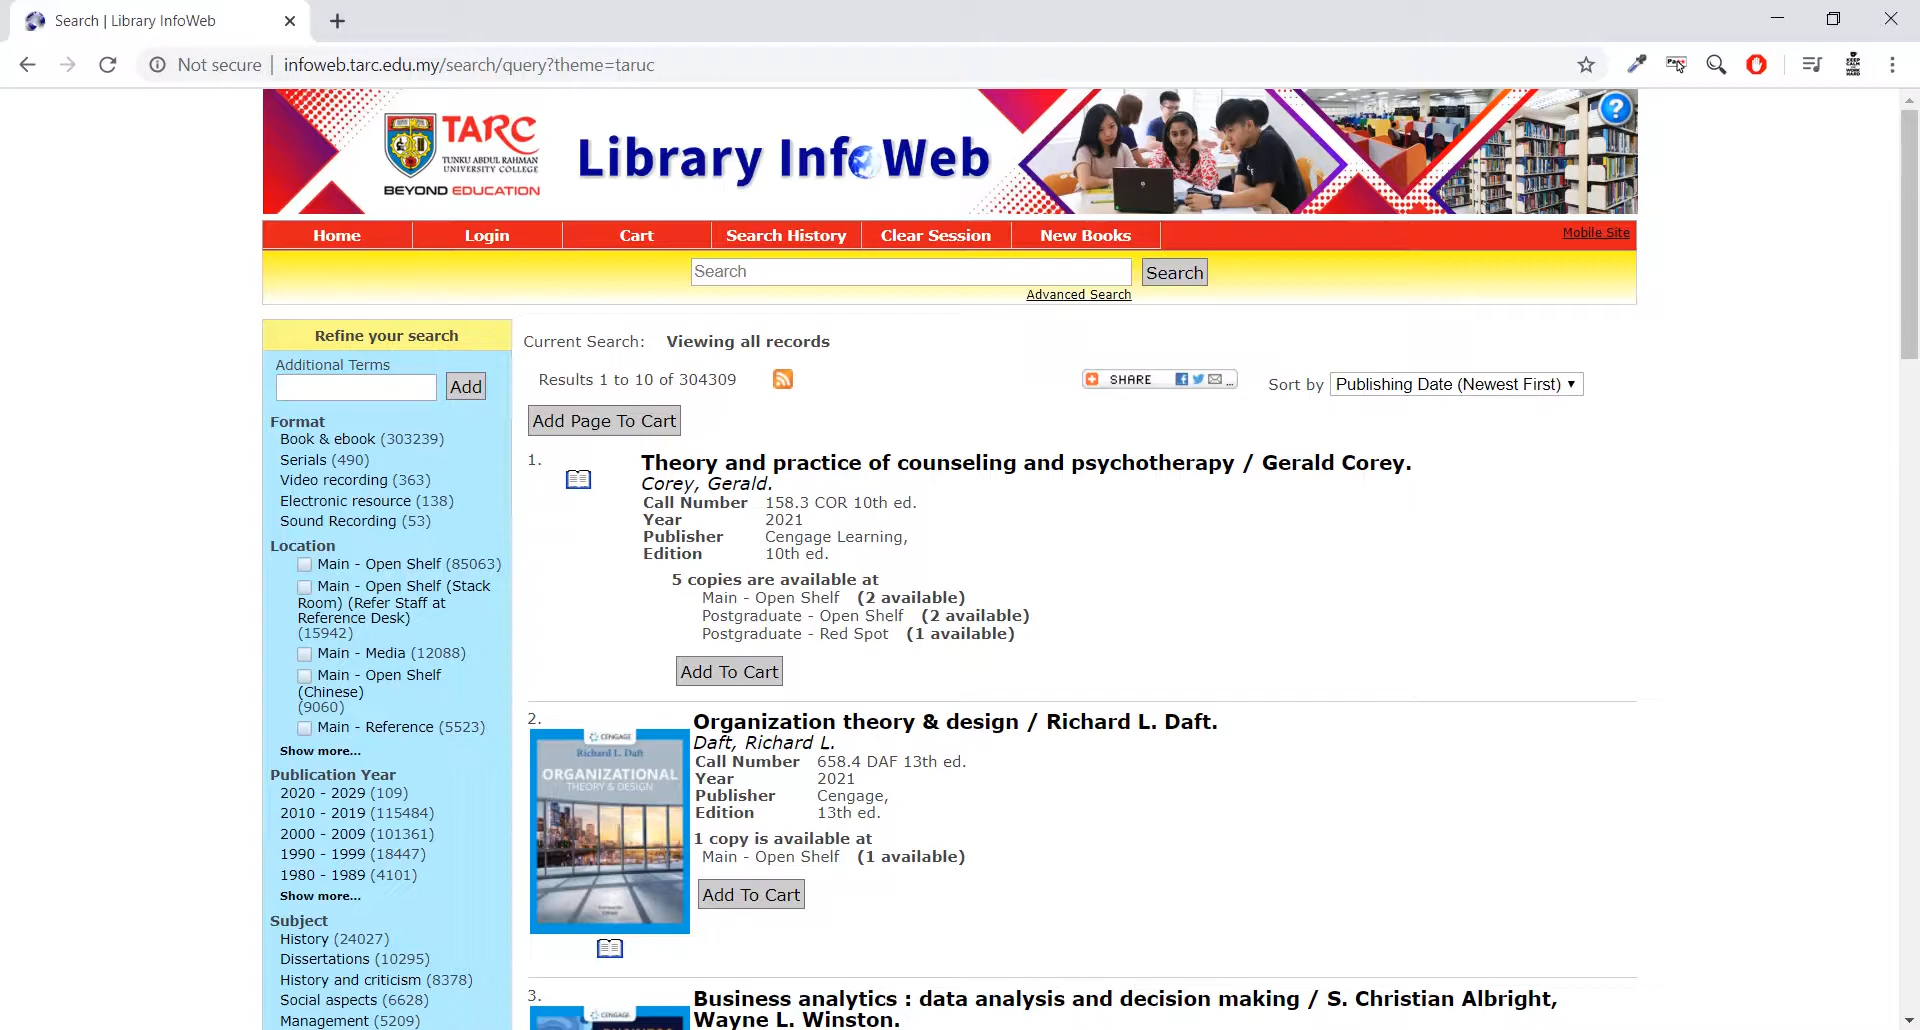 Search | Library InfoWeb
Not secure | infoweb.tarc.edu.my/search/query?theme=taruc
TARC
TUNKU ABDUL RAHMAN
UNIVERSITY COLLEGE
BEYOND EDUCATION
Library InfoWeb
Home Login Cart Search History Clear Session New Books Mobile Site
Search Search
Advanced Search
Refine your search
Additional Terms
Add
Format
Book & ebook (303239)
Serials (490)
Video recording (363)
Electronic resource (138)
Sound Recording (53)
Location
Main - Open Shelf (85063)
Main - Open Shelf (Stack
Room) (Refer Staff at
Reference Desk)
(15942)
Main - Media (12088)
Main - Open Shelf
(Chinese)
(9060)
Main - Reference (5523)
Show more...
Publication Year
2020 - 2029 (109)
2010 - 2019 (115484)
2000 - 2009 (101361)
1990 - 1999 (18447)
1980 - 1989 (4101)
Show more...
Subject
History (24027)
Dissertations (10295)
History and criticism (8378)
Social aspects (6628)
Management (5209)
Current Search: Viewing all records
Results 1 to 10 of 304309
SHARE ...
Sort by Publishing Date (Newest First)
Add Page To Cart
1.
Theory and practice of counseling and psychotherapy / Gerald Corey.
Corey, Gerald.
Call Number 158.3 COR 10th ed.
Year 2021
Publisher Cengage Learning,
Edition 10th ed.
5 copies are available at
Main - Open Shelf (2 available)
Postgraduate - Open Shelf (2 available)
Postgraduate - Red Spot (1 available)
Add To Cart
2.
CENGAGE
Richard L. Daft
ORGANIZATIONAL
THEORY & DESIGN
Organization theory & design / Richard L. Daft.
Daft, Richard L.
Call Number 658.4 DAF 13th ed.
Year 2021
Publisher Cengage,
Edition 13th ed.
1 copy is available at
Main - Open Shelf (1 available)
Add To Cart
3.
CENGAGE
Business analytics : data analysis and decision making / S. Christian Albright,
Wayne L. Winston.